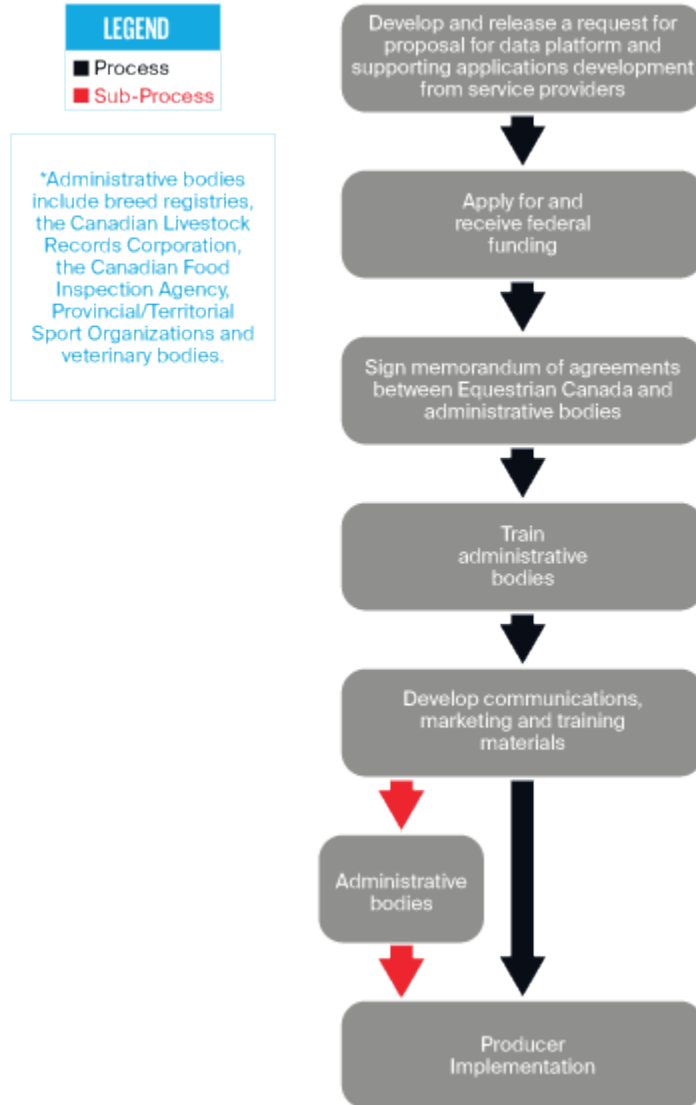 LEGEND
Process
Sub-Process
*Administrative bodies
include breed registries,
the Canadian Livestock
Records Corporation,
the Canadian Food
Inspection Agency,
Provincial/Territorial
Sport Organizations and
veterinary bodies.
Develop and release a request for
proposal for data platform and
supporting applications development
from service providers
Apply for and
receive federal
funding
Sign memorandum of agreements
between Equestrian Canada and
administrative bodies
Train
administrative
bodies
Develop communications,
marketing and training
materials
Administrative
bodies
Producer
Implementation